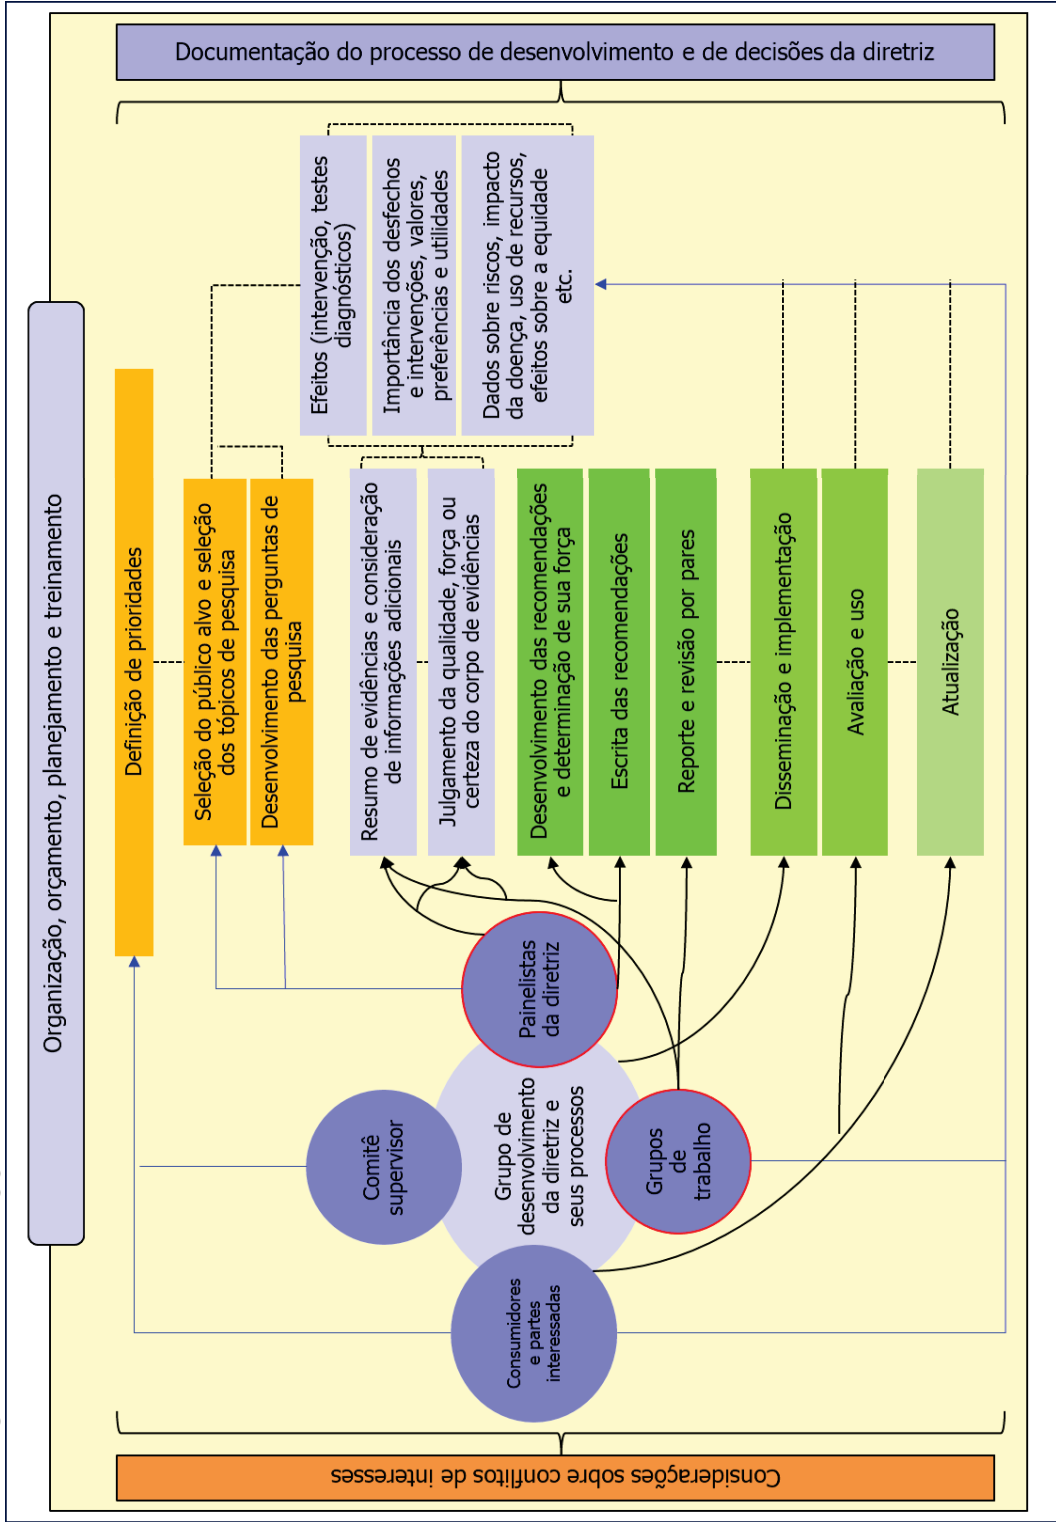 Organização, orçamento, planejamento e treinamento
Considerações sobre conflitos de interesses
Consumidores
e partes
interessadas
Comitê
supervisor
Grupo de
desenvolvimento
da diretriz e
seus processos
Grupos
de
trabalho
Painelistas
da diretriz
Definição de prioridades
Seleção do público alvo e seleção
dos tópicos de pesquisa
Desenvolvimento das perguntas de
pesquisa
Resumo de evidências e consideração
de informações adicionais
Julgamento da qualidade, força ou
certeza do corpo de evidências
Desenvolvimento das recomendações
e determinação de sua força
Escrita das recomendações
Reporte e revisão por pares
Disseminação e implementação
Avaliação e uso
Atualização
Efeitos (intervenção, testes
diagnósticos)
Importância dos desfechos
e intervenções, valores,
preferências e utilidades
Dados sobre riscos, impacto
da doença, uso de recursos,
efeitos sobre a equidade
etc.
Documentação do processo de desenvolvimento e de decisões da diretriz